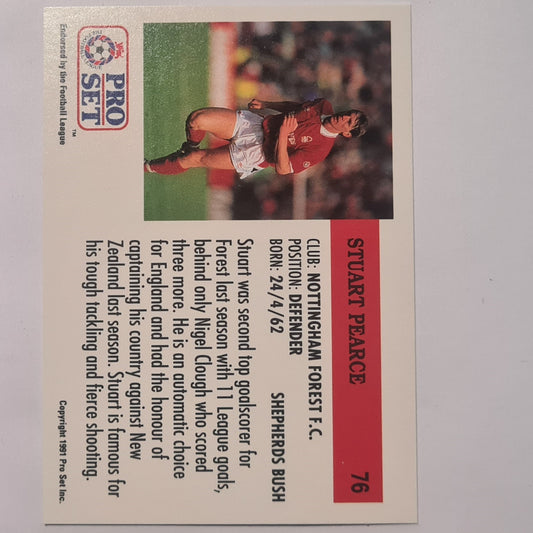 STUART PEARCE 76
CLUB: NOTTINGHAM FOREST F.C.
POSITION: DEFENDER
BORN: 24/4/62 SHEPHERDS BUSH
Stuart was second top goalscorer for
Forest last season with 11 League goals,
behind only Nigel Clough who scored
three more. He is an automatic choice
for England and had the honour of
captaining his country against New
Zealand last season. Stuart is famous for
his tough tackling and fierce shooting.
PRO
SET
™
Endorsed by the Football League
Copyright 1991 Pro Set Inc.